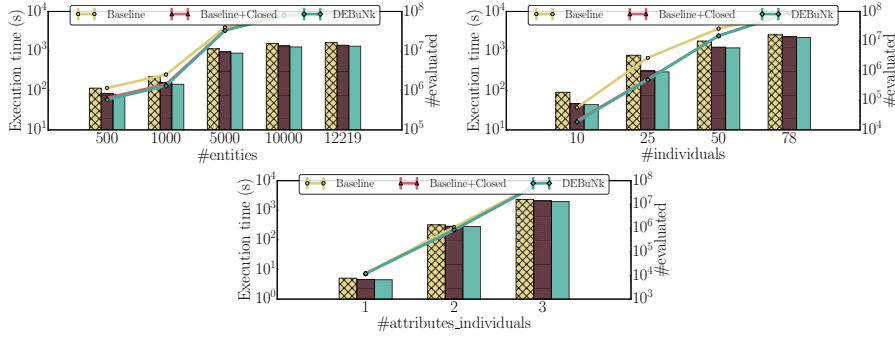 Baseline Baseline+Closed DEBuNk
Execution time (s)
10^4
10^3
10^2
10^1
10^8
10^7
10^6
10^5
#evaluated
500 1000 5000 10000 12219
#entities
Baseline Baseline+Closed DEBuNk
Execution time (s)
10^4
10^3
10^2
10^1
10^8
10^7
10^6
10^5
10^4
#evaluated
10 25 50 78
#individuals
Baseline Baseline+Closed DEBuNk
Execution time (s)
10^4
10^3
10^2
10^1
10^0
10^8
10^7
10^6
10^5
10^4
10^3
#evaluated
1 2 3
#attributes_individuals